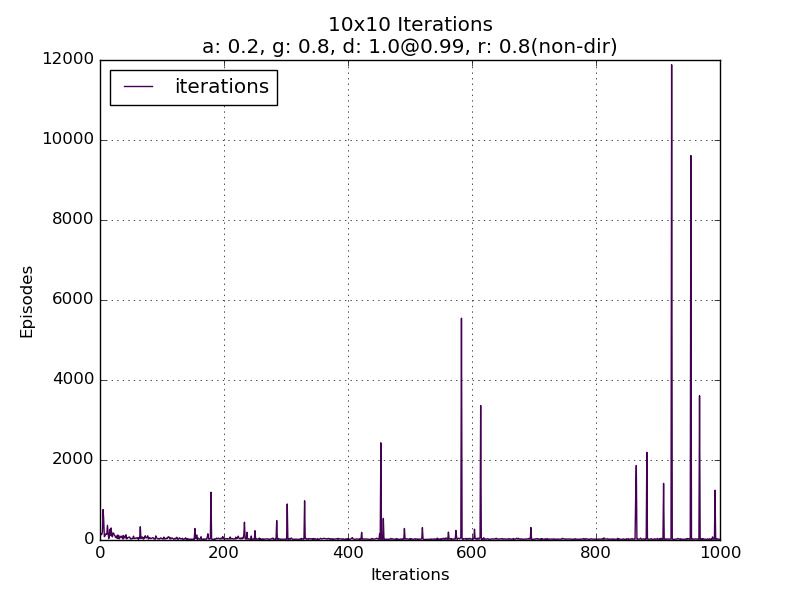 10x10 Iterations
a: 0.2, g: 0.8, d: 1.0@0.99, r: 0.8(non-dir)
iterations
12000
10000
8000
6000
4000
2000
0
Episodes
0 200 400 600 800 1000
Iterations